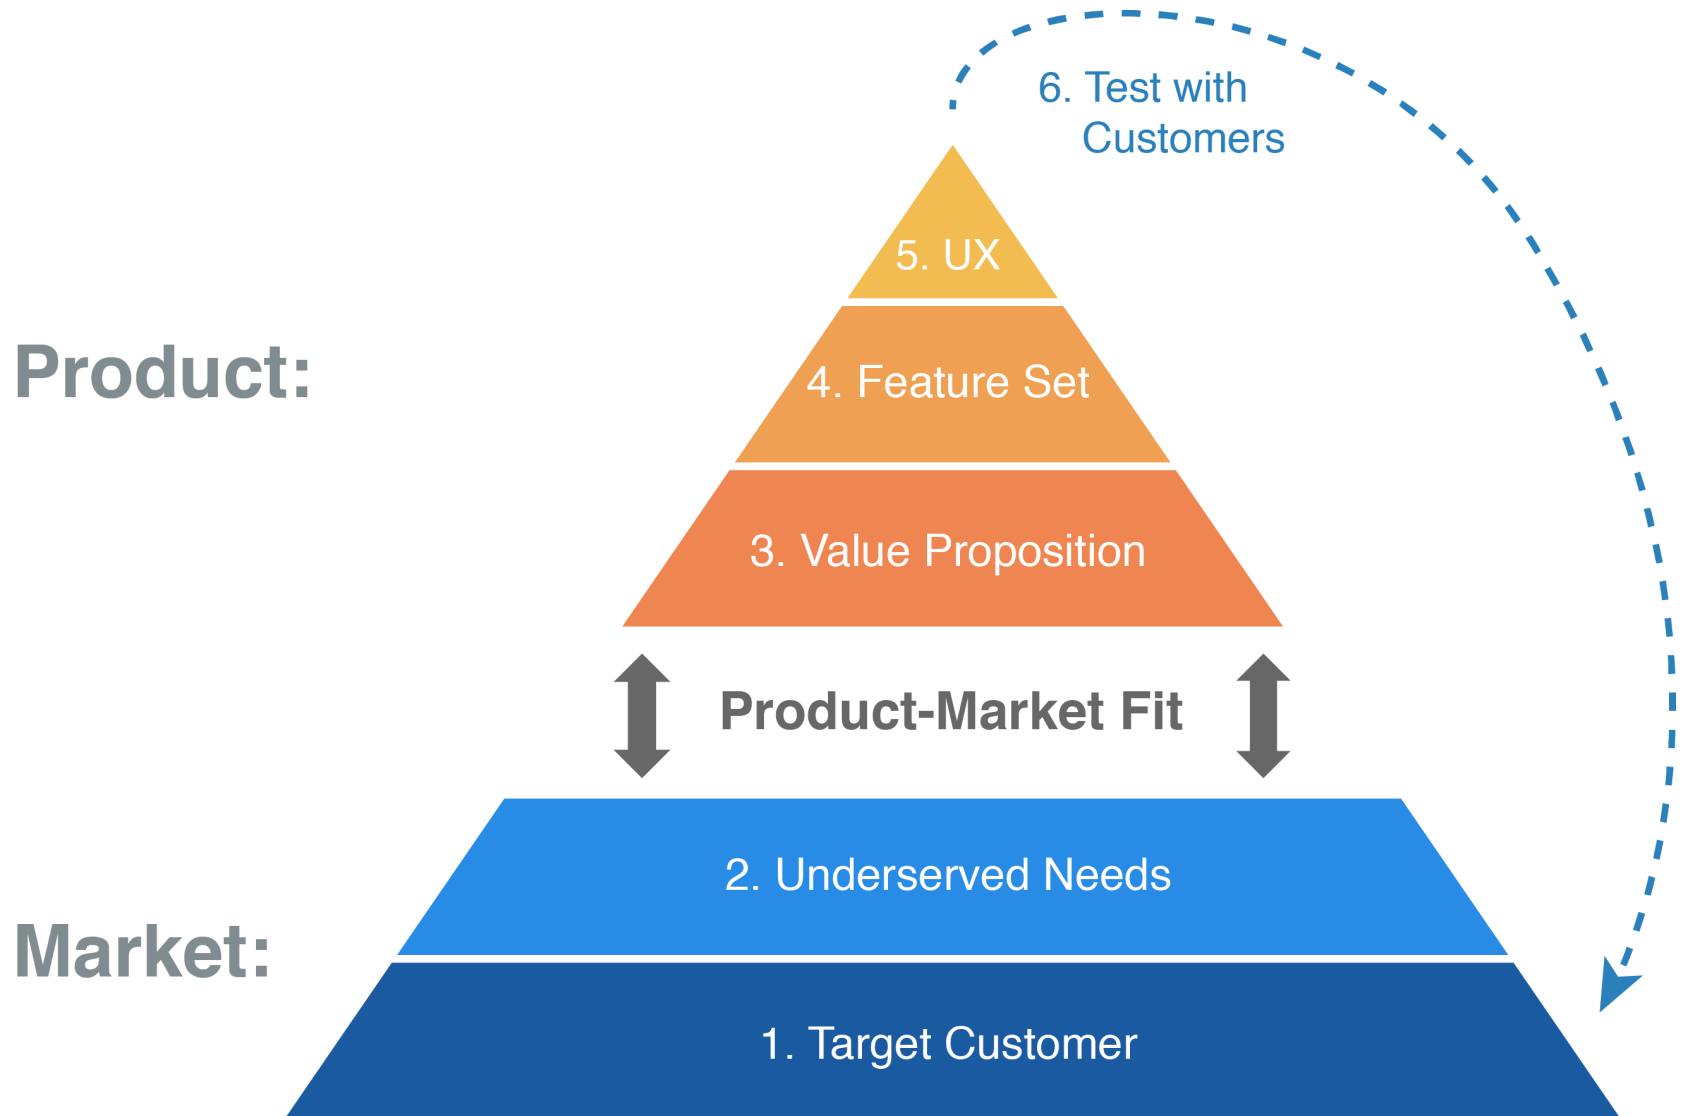 6. Test with
Customers
5. UX
Product:
4. Feature Set
3. Value Proposition
Product-Market Fit
2. Underserved Needs
Market:
1. Target Customer